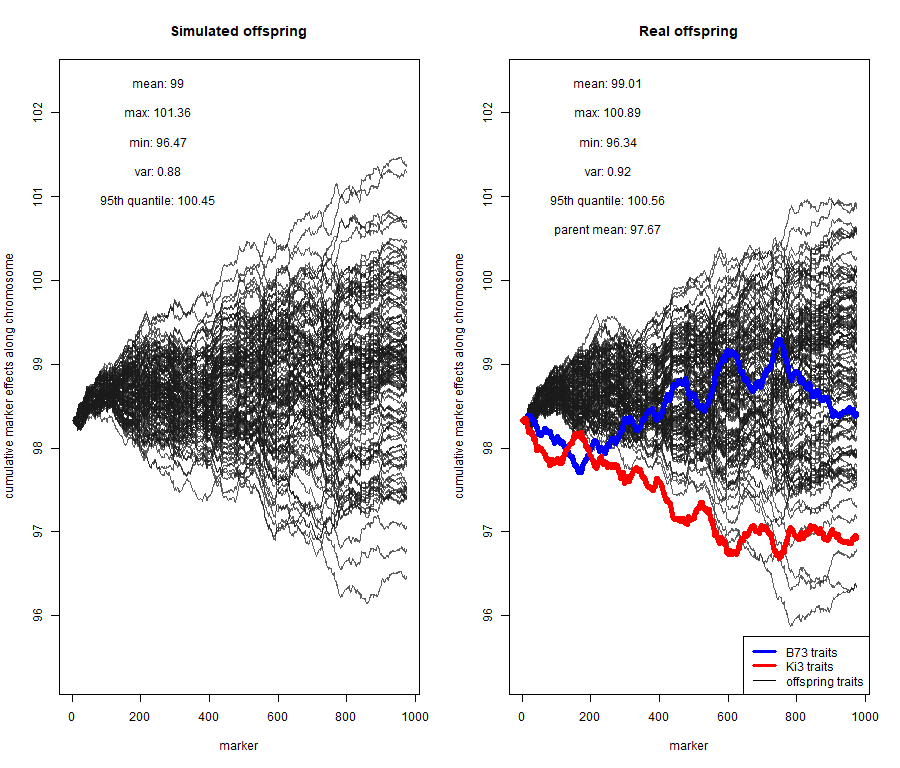 Simulated offspring
mean: 99
max: 101.36
min: 96.47
var: 0.88
95th quantile: 100.45
cumulative marker effects along chromosome
102
101
100
99
98
97
96
0 200 400 600 800 1000
marker
Real offspring
mean: 99.01
max: 100.89
min: 96.34
var: 0.92
95th quantile: 100.56
parent mean: 97.67
cumulative marker effects along chromosome
102
101
100
99
98
97
96
B73 traits
Ki3 traits
offspring traits
0 200 400 600 800 1000
marker